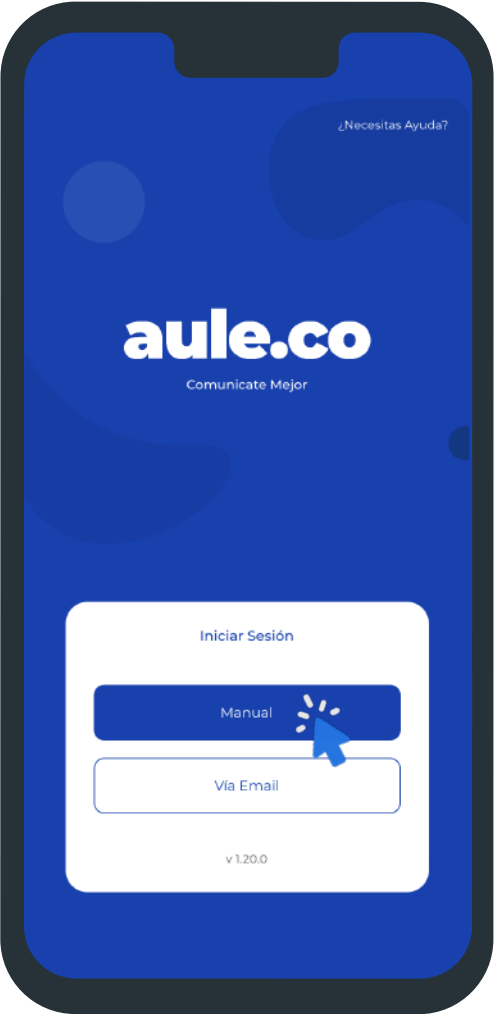 ¿Necesitas Ayuda?
aule.co
Comunicate Mejor
Iniciar Sesión
Manual
Vía Email
v 1.20.0